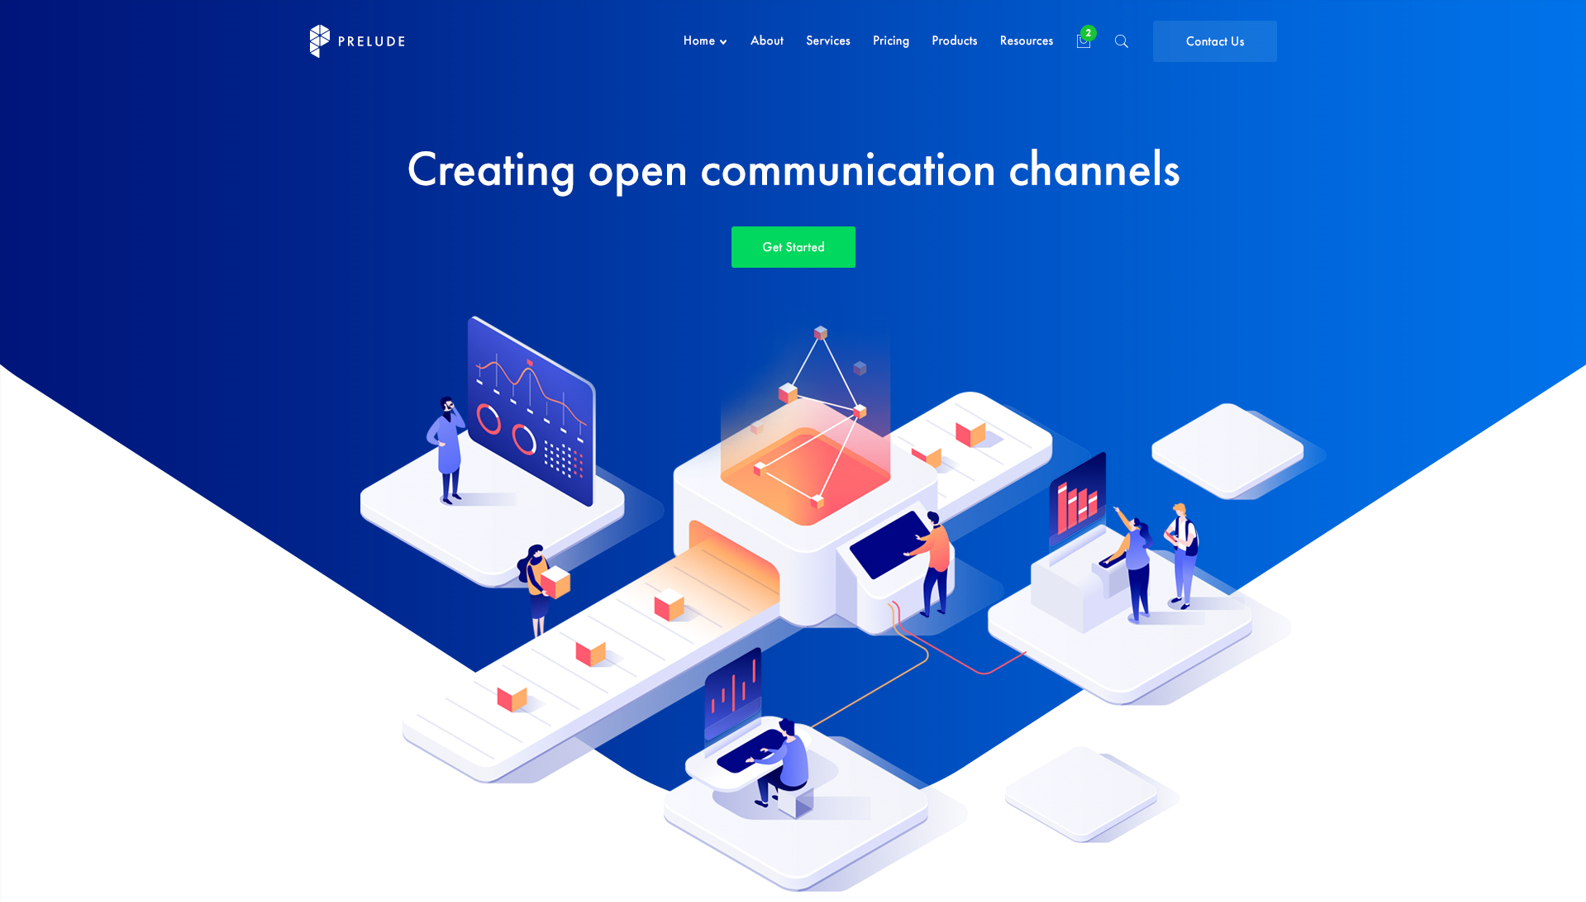 PRELUDE
Home
About
Services
Pricing
Products
Resources
2
Contact Us
Creating open communication channels
Get Started